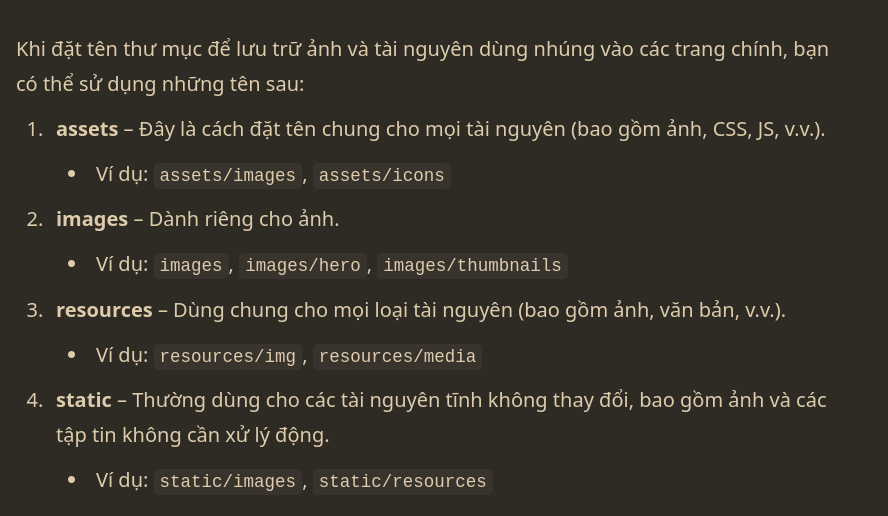 Khi đặt tên thư mục để lưu trữ ảnh và tài nguyên dùng nhúng vào các trang chính, bạn
có thể sử dụng những tên sau:
1. assets – Đây là cách đặt tên chung cho mọi tài nguyên (bao gồm ảnh, CSS, JS, v.v.).
• Ví dụ: assets/images, assets/icons
2. images – Dành riêng cho ảnh.
• Ví dụ: images, images/hero, images/thumbnails
3. resources – Dùng chung cho mọi loại tài nguyên (bao gồm ảnh, văn bản, v.v.).
• Ví dụ: resources/img, resources/media
4. static – Thường dùng cho các tài nguyên tĩnh không thay đổi, bao gồm ảnh và các
tập tin không cần xử lý động.
• Ví dụ: static/images, static/resources